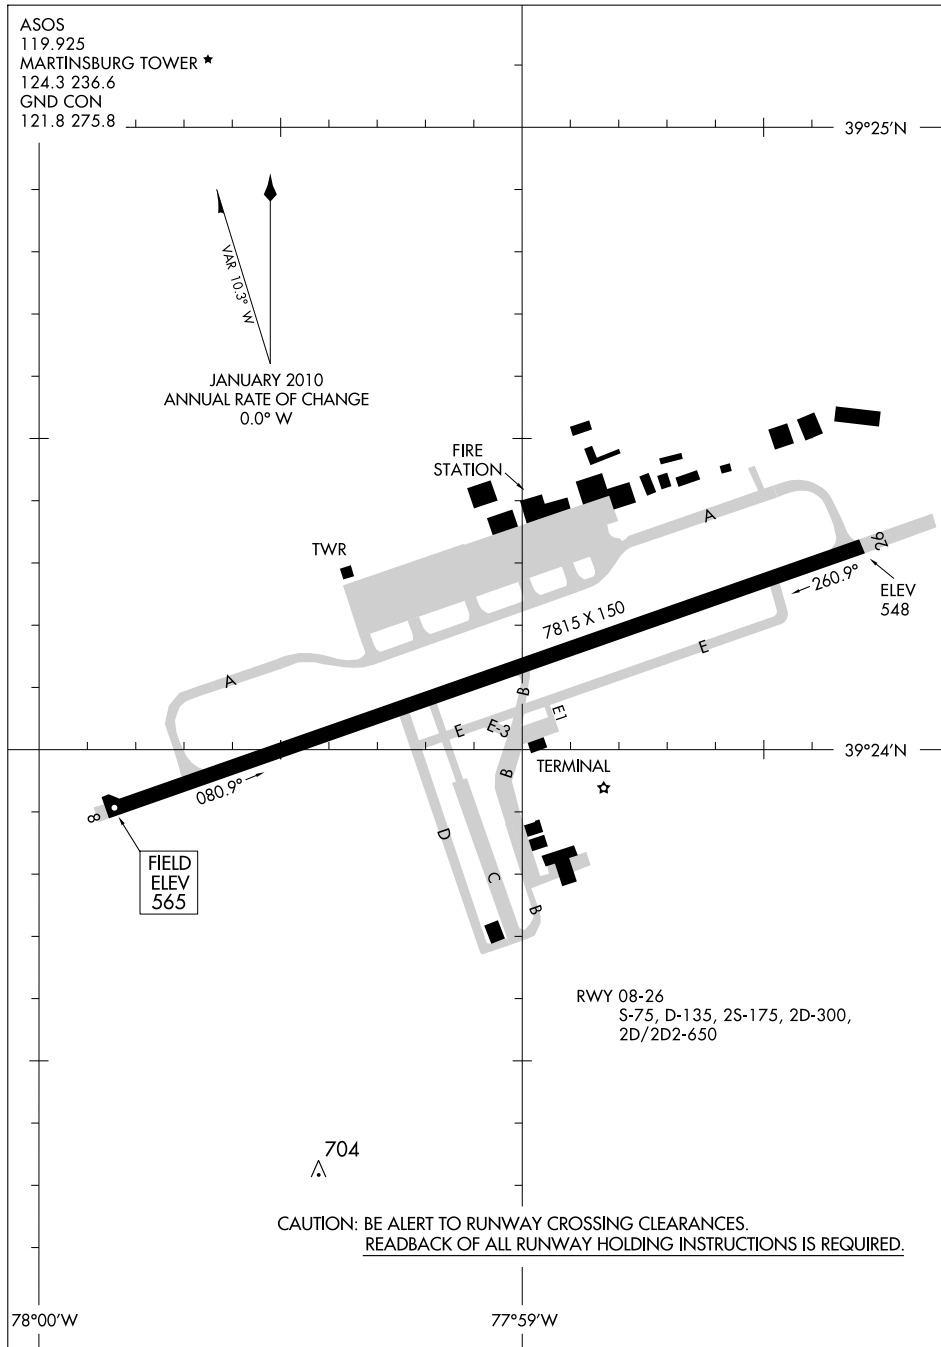 ASOS
119.925
MARTINSBURG TOWER ★
124.3 236.6
GND CON
121.8 275.8
39°25'N
VAR 10.3° W
JANUARY 2010
ANNUAL RATE OF CHANGE
0.0° W
FIRE
STATION
TWR
A
26
260.9°
ELEV
548
7815 X 150
A
E
B
E
E-3
E1
39°24'N
TERMINAL
B
080.9°
8
D
FIELD
ELEV
565
C
B
RWY 08-26
S-75, D-135, 2S-175, 2D-300,
2D/2D2-650
704
CAUTION: BE ALERT TO RUNWAY CROSSING CLEARANCES.
READBACK OF ALL RUNWAY HOLDING INSTRUCTIONS IS REQUIRED.
78°00'W
77°59'W